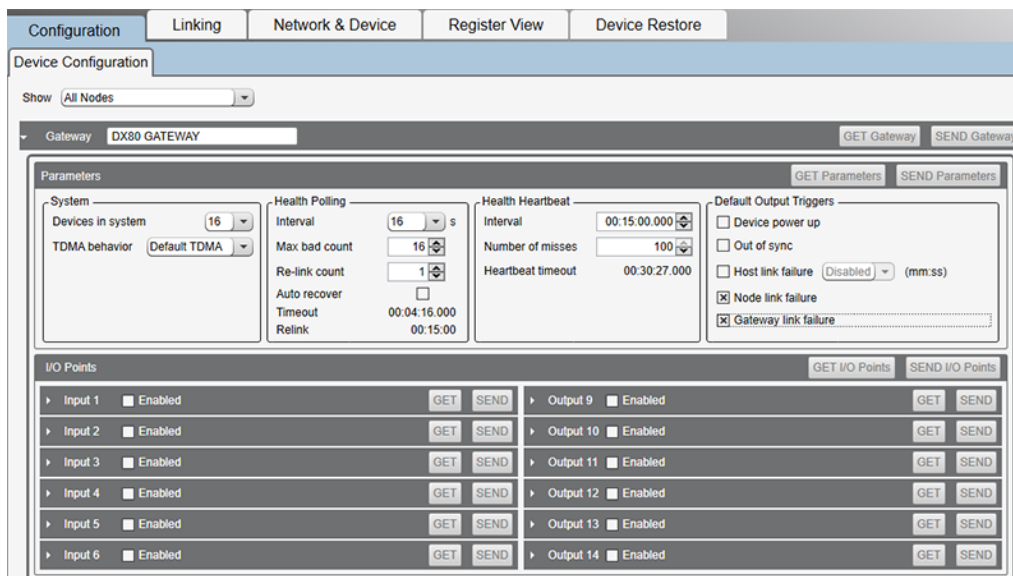 Configuration Linking Network & Device Register View Device Restore
Device Configuration
Show All Nodes
Gateway DX80 GATEWAY GET Gateway SEND Gateway
Parameters GET Parameters SEND Parameters
System
Devices in system 16
TDMA behavior Default TDMA
Health Polling
Interval 16 s
Max bad count 16
Re-link count 1
Auto recover
Timeout 00:04:16.000
Relink 00:15:00
Health Heartbeat
Interval 00:15:00.000
Number of misses 100
Heartbeat timeout 00:30:27.000
Default Output Triggers
Device power up
Out of sync
Host link failure Disabled (mm:ss)
Node link failure
Gateway link failure
I/O Points GET I/O Points SEND I/O Points
Input 1 Enabled GET SEND Output 9 Enabled GET SEND
Input 2 Enabled GET SEND Output 10 Enabled GET SEND
Input 3 Enabled GET SEND Output 11 Enabled GET SEND
Input 4 Enabled GET SEND Output 12 Enabled GET SEND
Input 5 Enabled GET SEND Output 13 Enabled GET SEND
Input 6 Enabled GET SEND Output 14 Enabled GET SEND